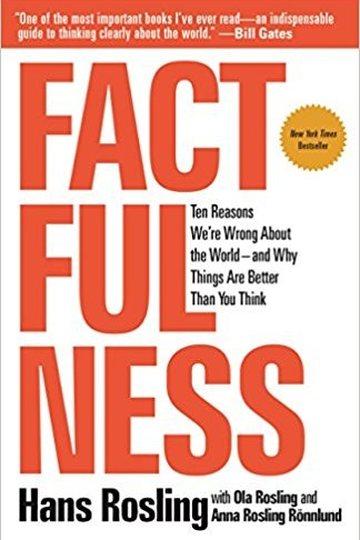 "One of the most important books I've ever read—an indispensable
guide to thinking clearly about the world." —Bill Gates
FACT
New York Times
Bestseller
FUL
Ten Reasons
We're Wrong About
the World—and Why
Things Are Better
Than You Think
NESS
Hans Rosling
with Ola Rosling and
Anna Rosling Rönnlund